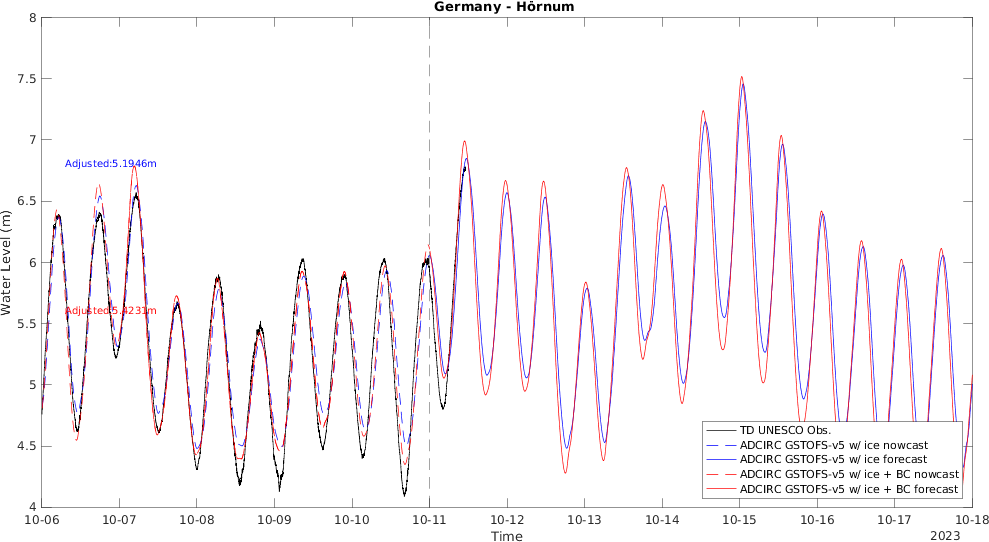 Germany - Hörnum
8
7.5
7
6.5
6
5.5
5
4.5
4
Water Level (m)
Adjusted:5.1946m
Adjusted:5.4231m
TD UNESCO Obs.
ADCIRC GSTOFS-v5 w/ ice nowcast
ADCIRC GSTOFS-v5 w/ ice forecast
ADCIRC GSTOFS-v5 w/ ice + BC nowcast
ADCIRC GSTOFS-v5 w/ ice + BC forecast
10-06 10-07 10-08 10-09 10-10 10-11 10-12 10-13 10-14 10-15 10-16 10-17 10-18
Time
2023